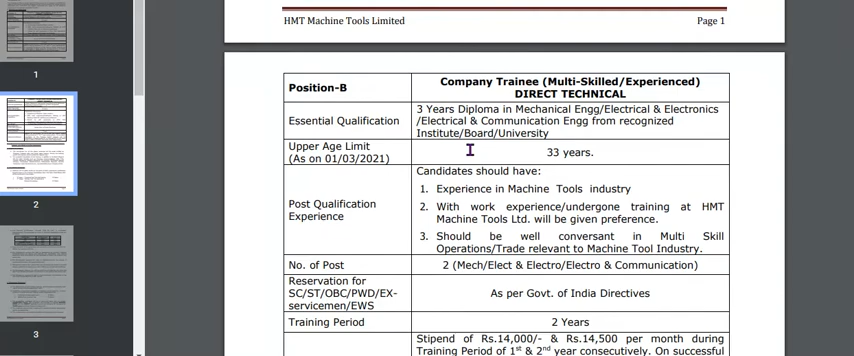 HMT Machine Tools Limited Page 1
Position-B
Company Trainee (Multi-Skilled/Experienced)
DIRECT TECHNICAL
Essential Qualification
3 Years Diploma in Mechanical Engg/Electrical & Electronics
/Electrical & Communication Engg from recognized
Institute/Board/University
Upper Age Limit
(As on 01/03/2021)
33 years.
Post Qualification
Experience
Candidates should have:
1. Experience in Machine Tools industry
2. With work experience/undergone training at HMT
Machine Tools Ltd. will be given preference.
3. Should be well conversant in Multi Skill
Operations/Trade relevant to Machine Tool Industry.
No. of Post
2 (Mech/Elect & Electro/Electro & Communication)
Reservation for
SC/ST/OBC/PWD/EX-
servicemen/EWS
As per Govt. of India Directives
Training Period
2 Years
Stipend of Rs.14,000/- & Rs.14,500 per month during
Training Period of 1st & 2nd year consecutively. On successful
1
2
3